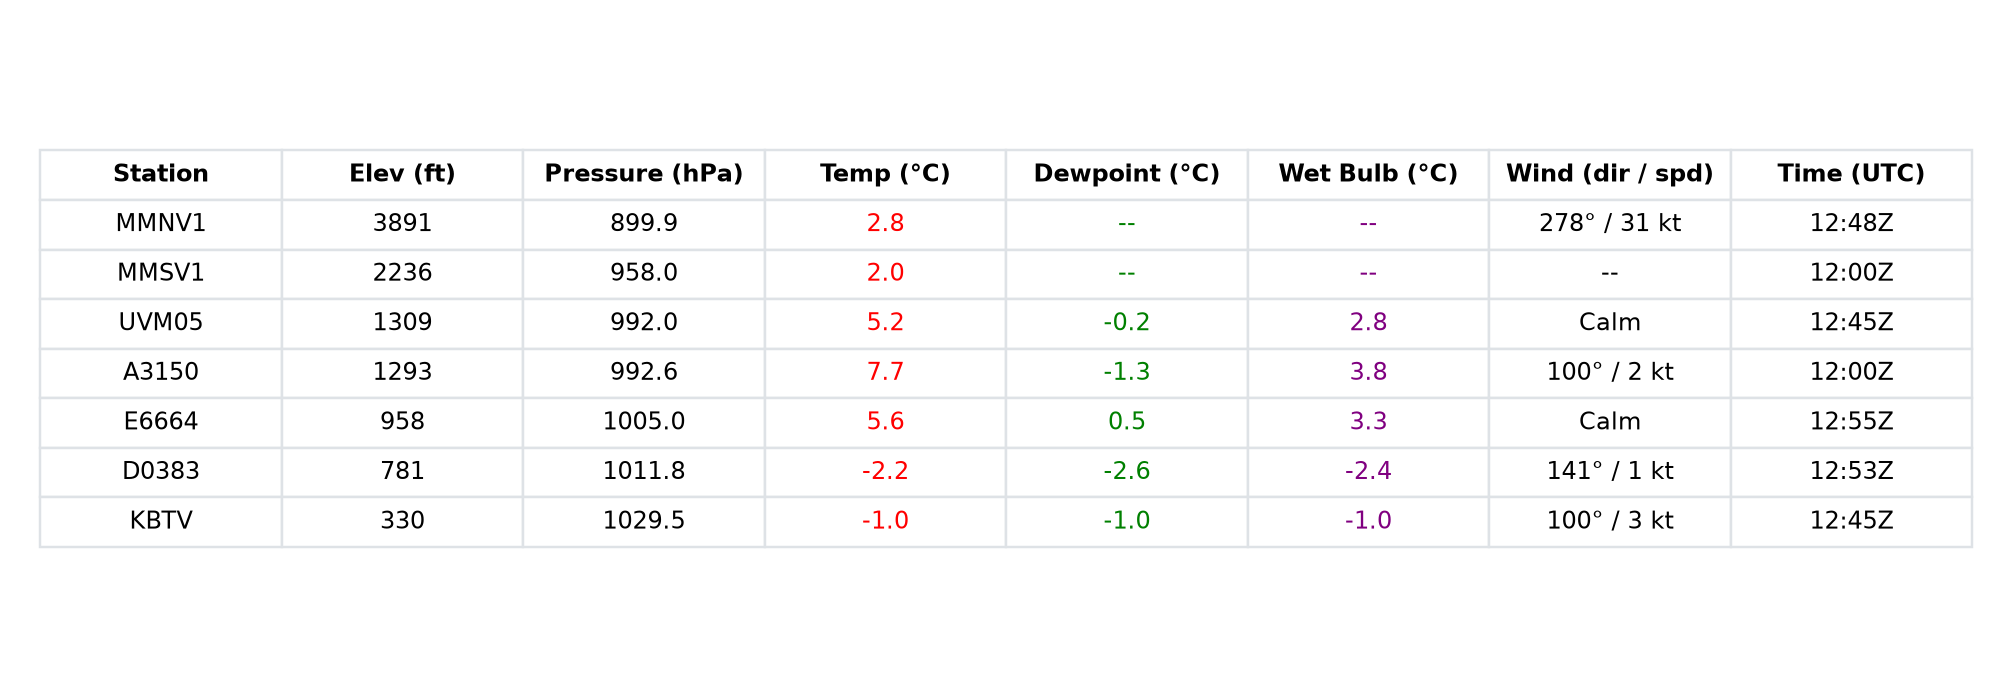 Station Elev (ft) Pressure (hPa) Temp (°C) Dewpoint (°C) Wet Bulb (°C) Wind (dir / spd) Time (UTC)
MMNV1 3891 899.9 2.8 -- -- 278° / 31 kt 12:48Z
MMSV1 2236 958.0 2.0 -- -- -- 12:00Z
UVM05 1309 992.0 5.2 -0.2 2.8 Calm 12:45Z
A3150 1293 992.6 7.7 -1.3 3.8 100° / 2 kt 12:00Z
E6664 958 1005.0 5.6 0.5 3.3 Calm 12:55Z
D0383 781 1011.8 -2.2 -2.6 -2.4 141° / 1 kt 12:53Z
KBTV 330 1029.5 -1.0 -1.0 -1.0 100° / 3 kt 12:45Z